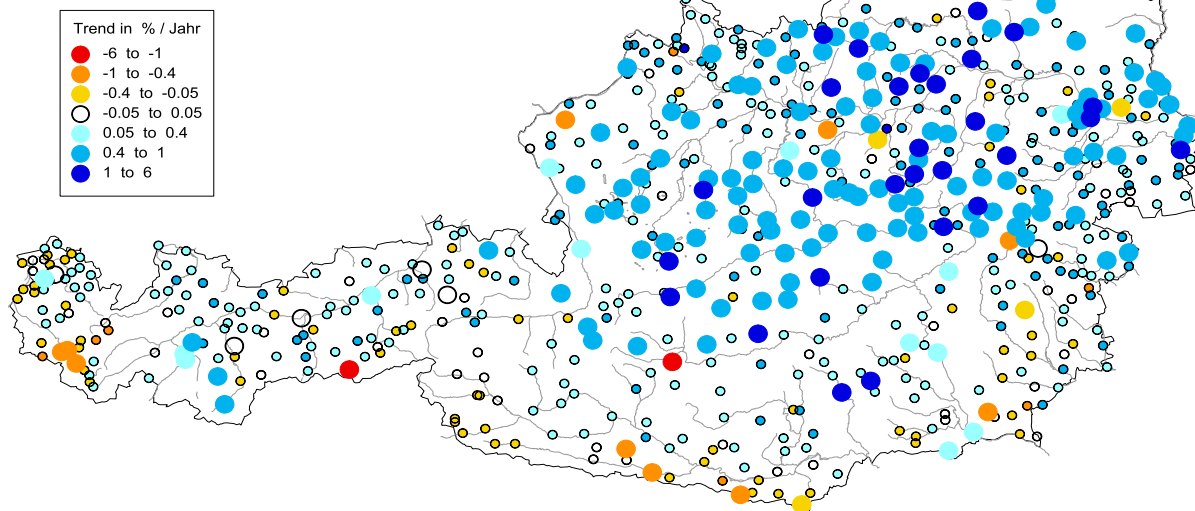 Trend in % / Jahr
-6 to -1
-1 to -0.4
-0.4 to -0.05
-0.05 to 0.05
0.05 to 0.4
0.4 to 1
1 to 6